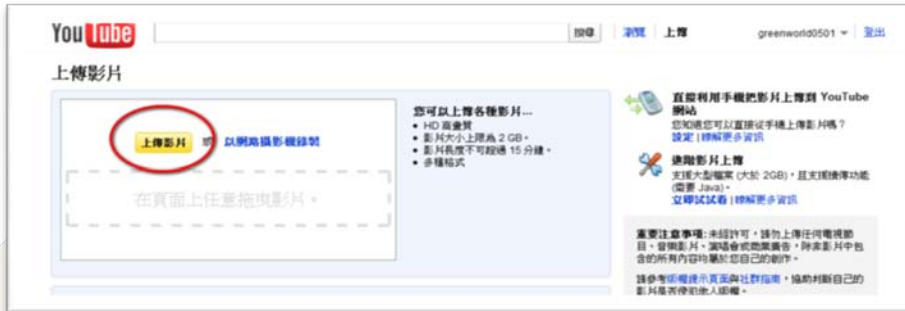 YouTube
搜尋 瀏覽 上傳 greenworld0501 登出
上傳影片
上傳影片 或 以網路攝影機錄製
在頁面上任意拖曳影片。
您可以上傳各種影片...
HD 高畫質
影片大小上限為 2 GB。
影片長度不可超過 15 分鐘。
多種格式
直接利用手機把影片上傳到 YouTube
網站
您知道您可以直接從手機上傳影片嗎？
設定 | 瞭解更多資訊
進階影片上傳
支援大型檔案 (大於 2GB)，且支援續傳功能
(需要 Java)。
立即試試看 | 瞭解更多資訊
重要注意事項: 未經許可，請勿上傳任何電視節
目、音樂影片、演唱會或商業廣告，除非影片中包
含的所有內容均屬於您自己的創作。
請參考版權提示頁面與社群指南，協助判斷自己的
影片是否侵犯他人版權。